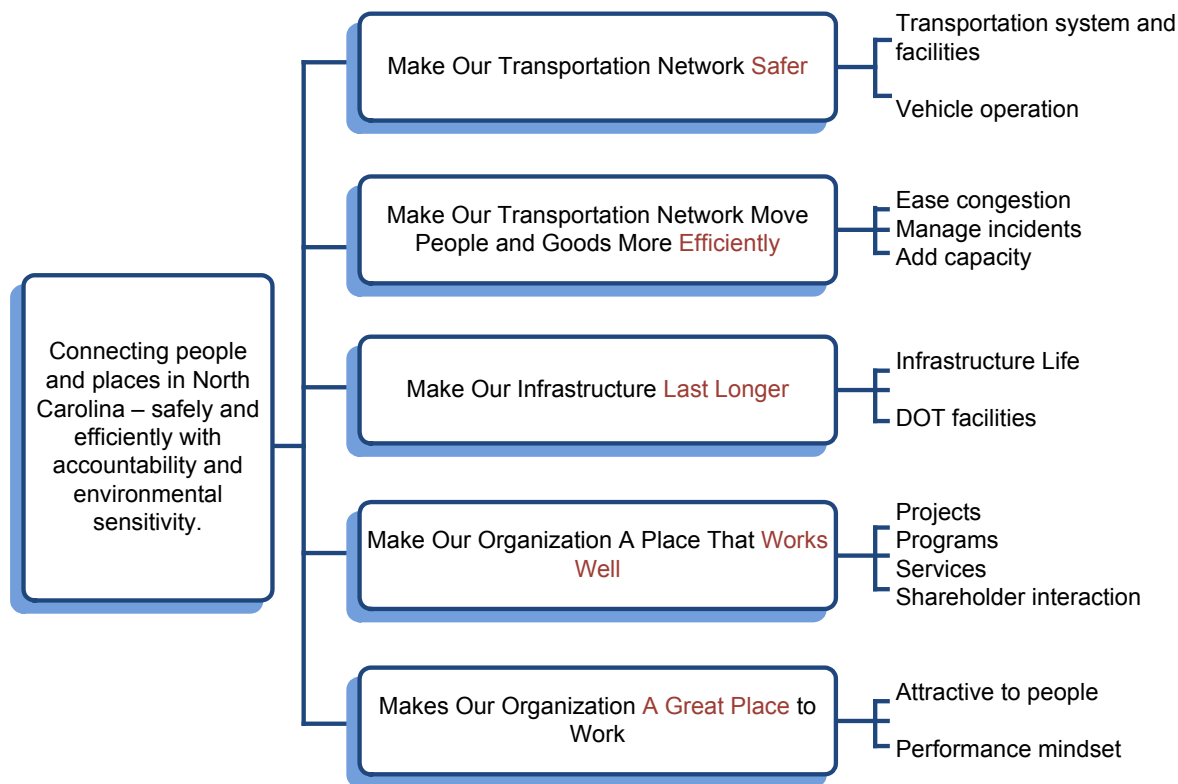 Connecting people
and places in North
Carolina – safely and
efficiently with
accountability and
environmental
sensitivity.
Make Our Transportation Network Safer
Transportation system and
facilities
Vehicle operation
Make Our Transportation Network Move
People and Goods More Efficiently
Ease congestion
Manage incidents
Add capacity
Make Our Infrastructure Last Longer
Infrastructure Life
DOT facilities
Make Our Organization A Place That Works
Well
Projects
Programs
Services
Shareholder interaction
Makes Our Organization A Great Place to
Work
Attractive to people
Performance mindset